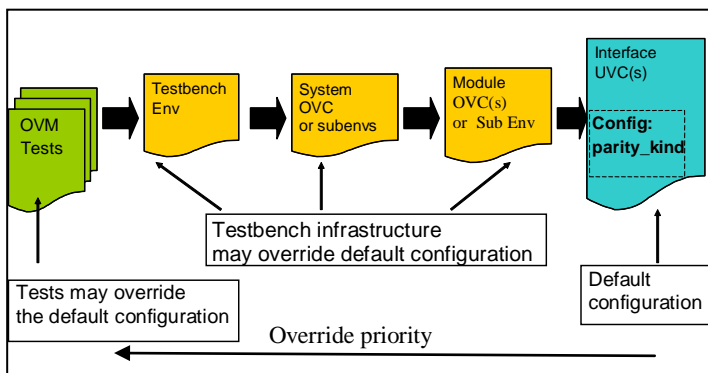 OVM
Tests
Testbench
Env
System
OVC
or subenvs
Module
OVC(s)
or Sub Env
Interface
UVC(s)
Config:
parity_kind
Testbench infrastructure
may override default configuration
Tests may override
the default configuration
Default
configuration
Override priority